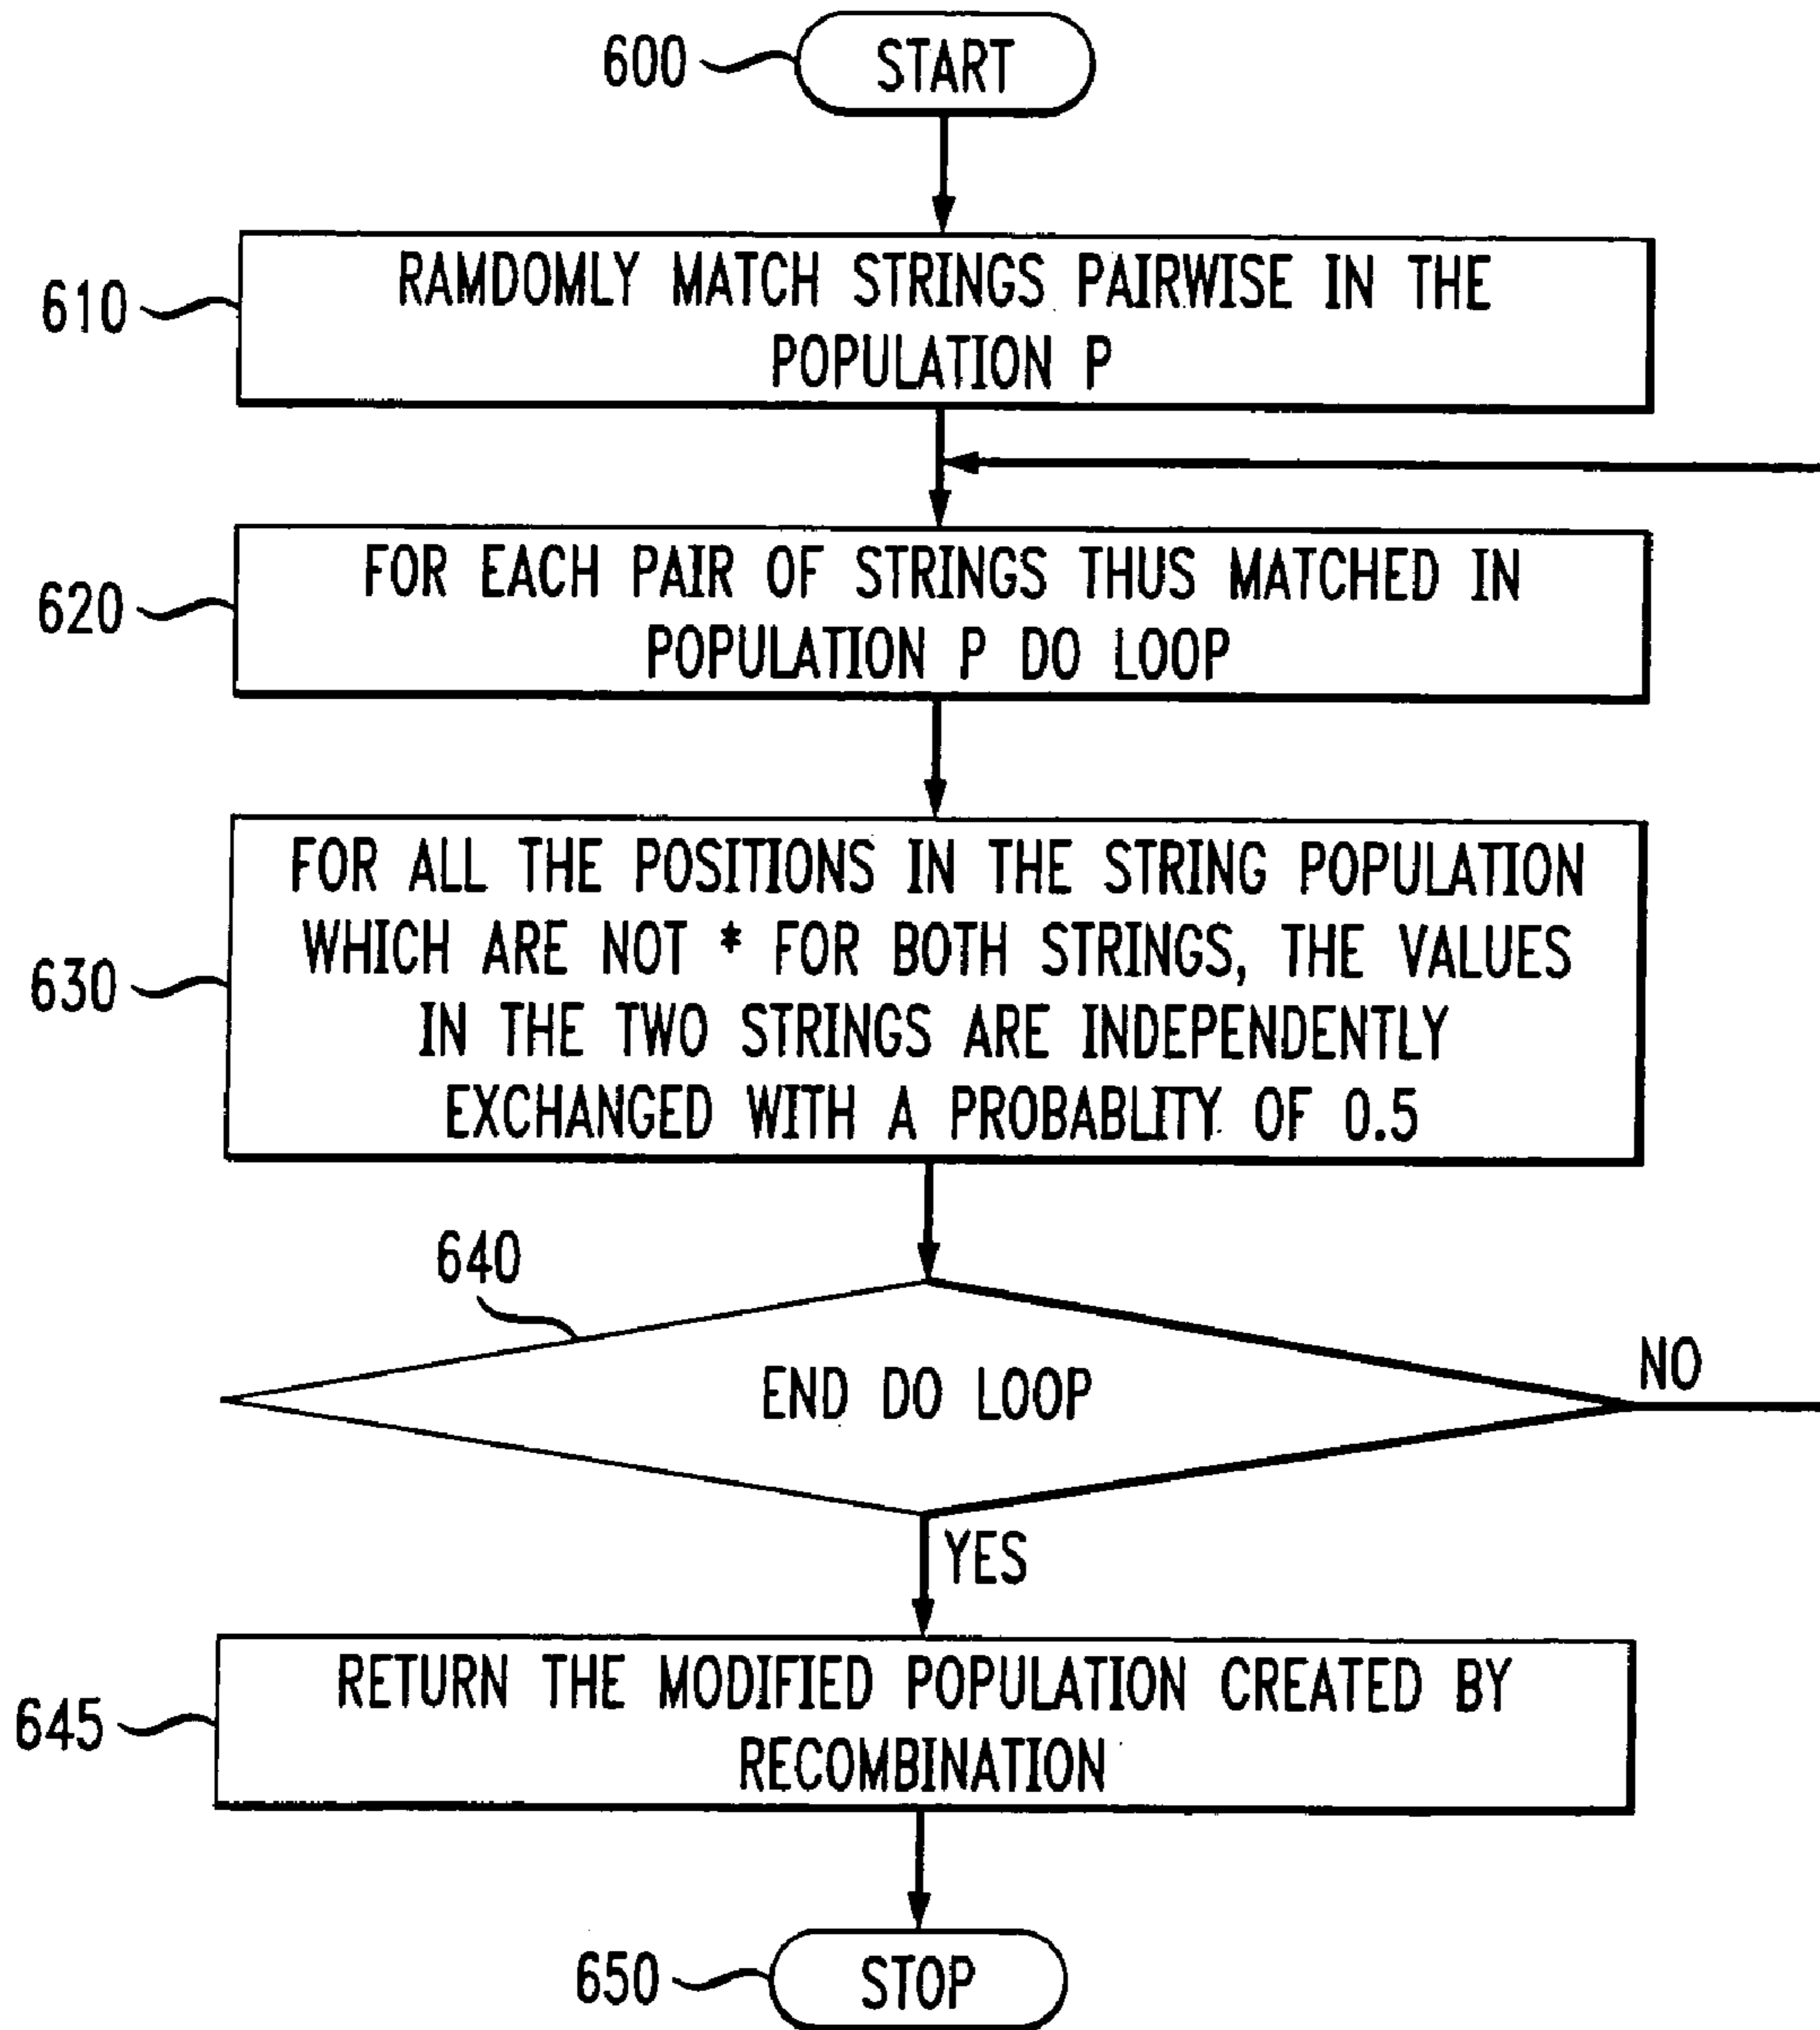 600
START
610
RAMDOMLY MATCH STRINGS PAIRWISE IN THE
POPULATION P
620
FOR EACH PAIR OF STRINGS THUS MATCHED IN
POPULATION P DO LOOP
630
FOR ALL THE POSITIONS IN THE STRING POPULATION
WHICH ARE NOT * FOR BOTH STRINGS, THE VALUES
IN THE TWO STRINGS ARE INDEPENDENTLY
EXCHANGED WITH A PROBABLITY OF 0.5
640
END DO LOOP
NO
YES
645
RETURN THE MODIFIED POPULATION CREATED BY
RECOMBINATION
650
STOP